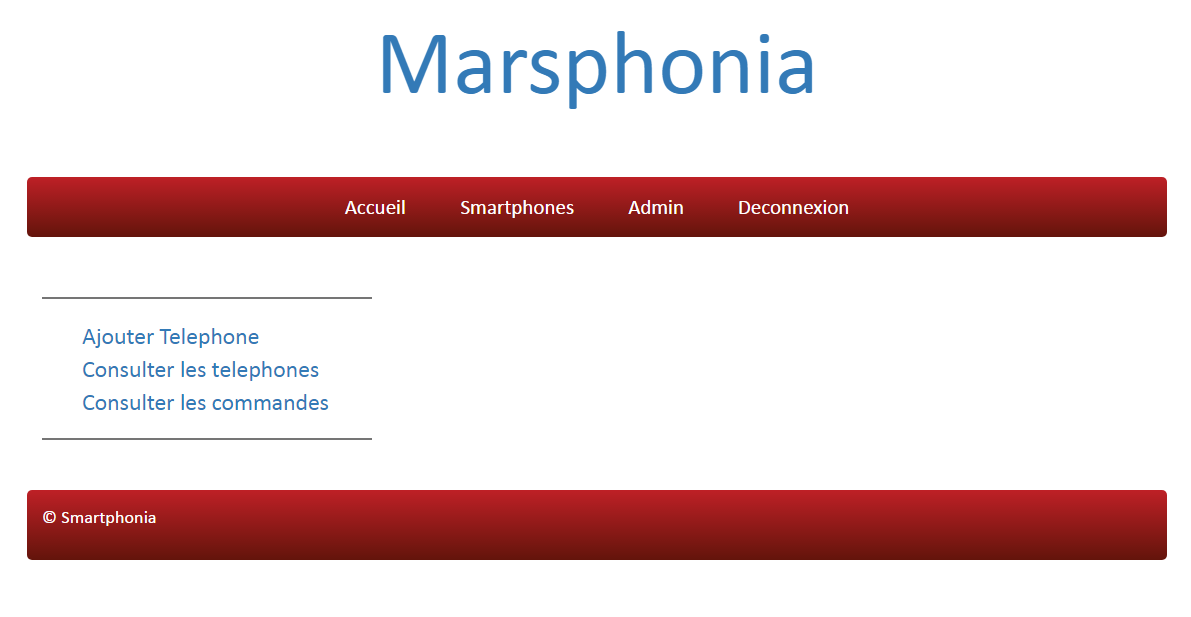 Marsphonia
Accueil Smartphones Admin Deconnexion
Ajouter Telephone
Consulter les telephones
Consulter les commandes
© Smartphonia